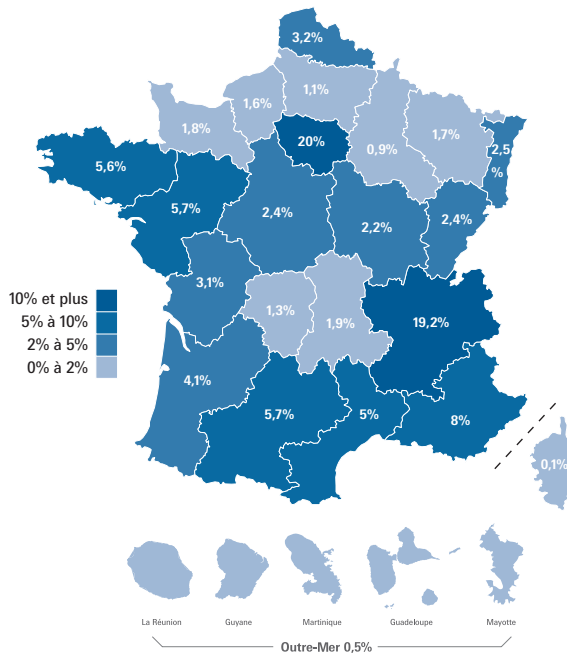 3,2%
1,1%
1,6%
1,8%
20%
0,9%
1,7%
2,5
%
5,6%
5,7%
2,4%
2,2%
2,4%
3,1%
1,3%
1,9%
19,2%
10% et plus
5% à 10%
2% à 5%
0% à 2%
4,1%
5,7%
5%
8%
0,1%
La Réunion
Guyane
Martinique
Guadeloupe
Mayotte
Outre-Mer 0,5%